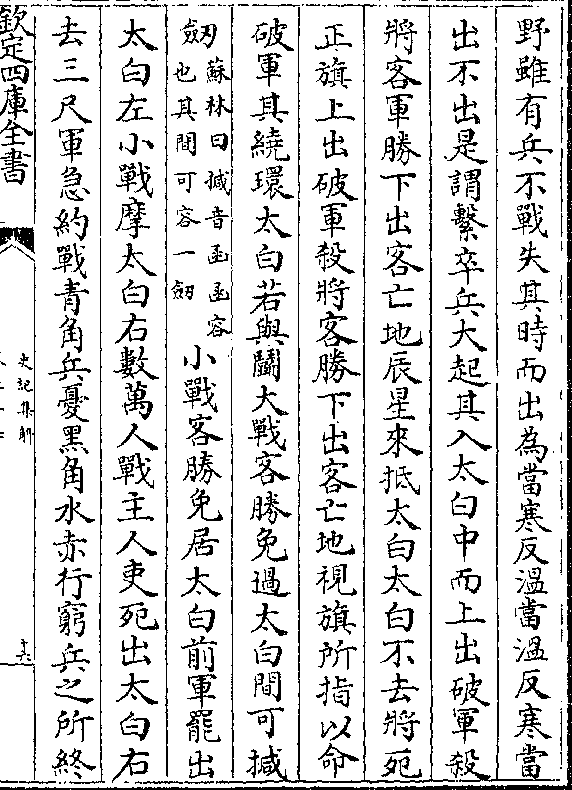 野雖有兵不戰失其時而出為當寒反溫當溫反寒當
出不出是謂擊卒兵大起其入太白中而上出破軍殺
將客軍勝下出客亡地辰星來抵太白太白不去將死
正旗上出破軍殺將客勝下出客亡地視旗所指以命
破軍其繞環太白若與鬭大戰客勝免過太白間可椷
劒蘇林曰椷音函函容
也其間可容一劒
小戰客勝免居太白前軍罷出
太白左小戰摩太白右數萬人戰主人吏死出太白右
去三尺軍急約戰青角兵憂黑角水赤行窮兵之所終
欽定四庫全書
史記集解
十六